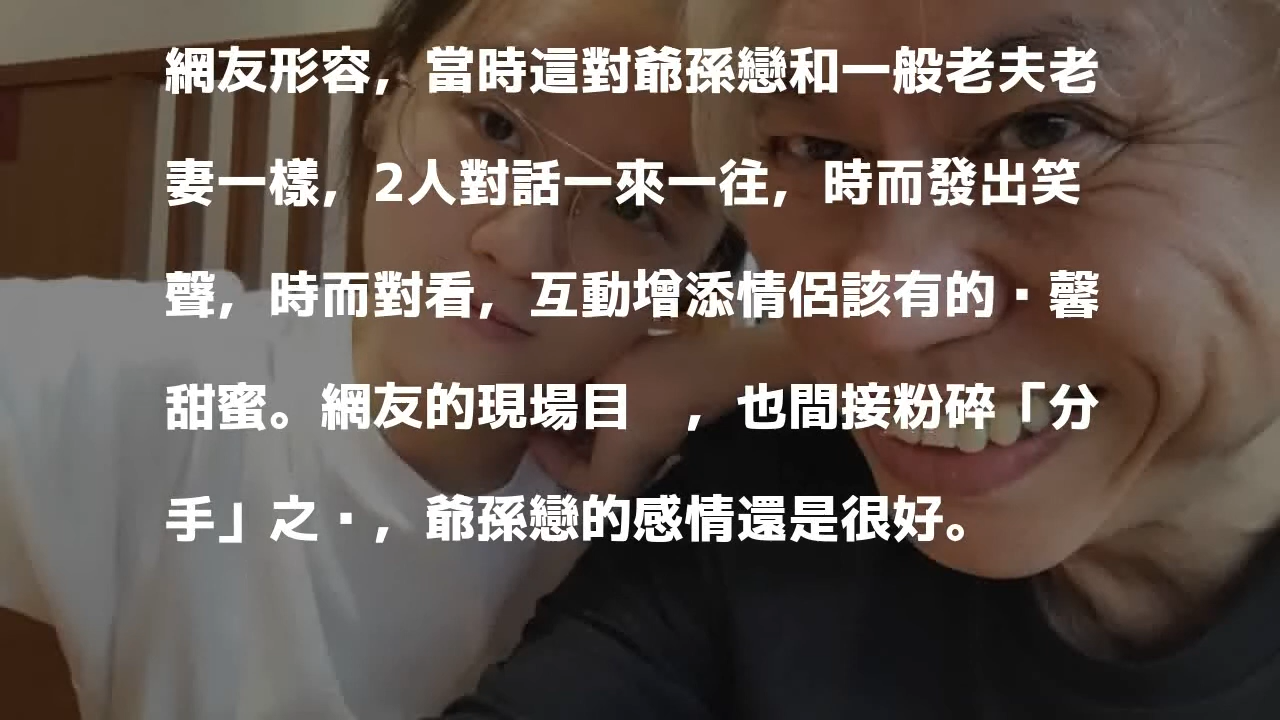 網友形容，當時這對爺孫戀和一般老夫老
妻一樣，2人對話一來一往，時而發出笑
聲，時而對看，互動增添情侶該有的▪馨
甜蜜。網友的現場目　，也間接粉碎「分
手」之▪，爺孫戀的感情還是很好。